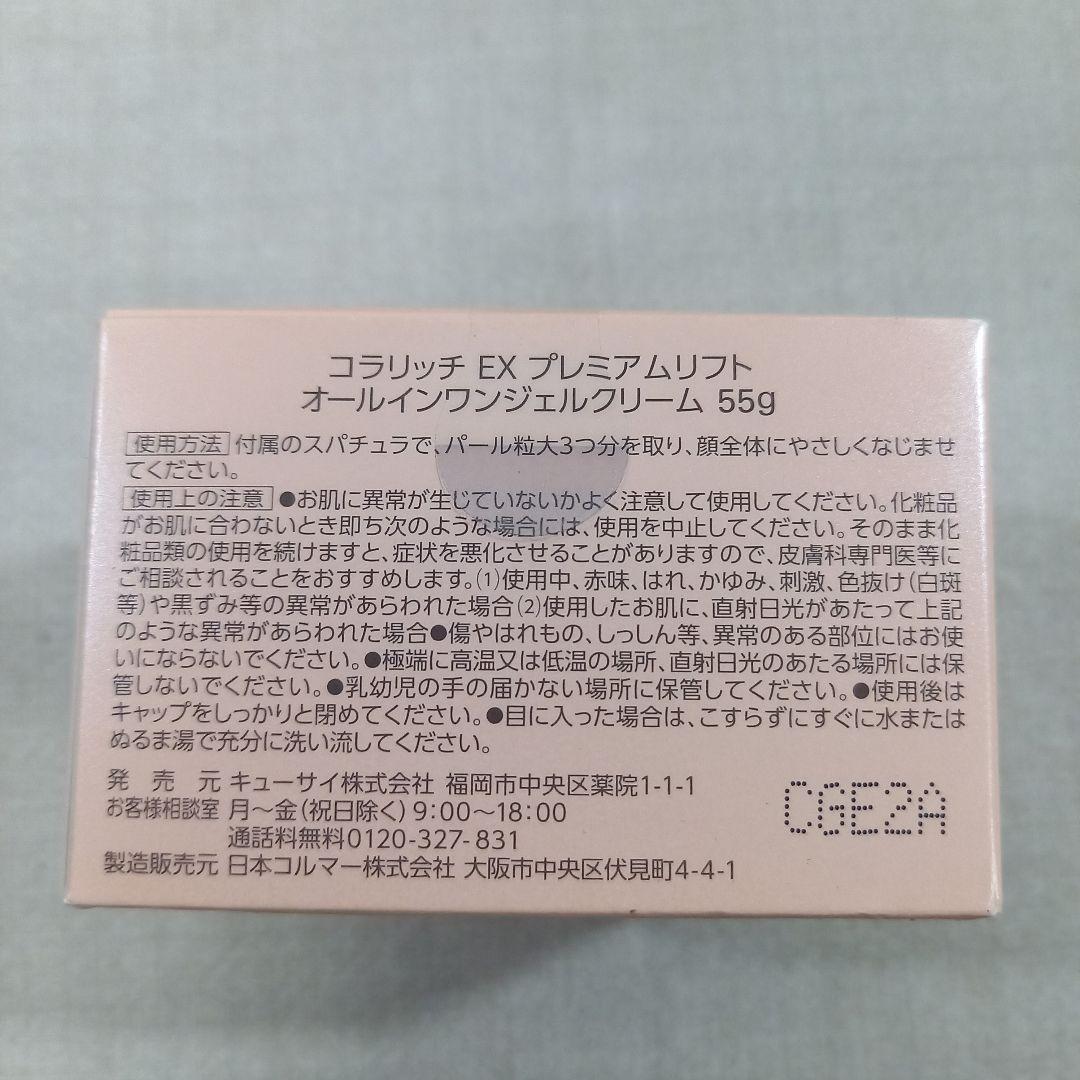 コラリッチ EX プレミアムリフト
オールインワンジェルクリーム 55g
使用方法 付属のスパチュラで、パール粒大3つ分を取り、顔全体にやさしくなじませ
てください。
使用上の注意 ●お肌に異常が生じていないかよく注意して使用してください。化粧品
がお肌に合わないとき即ち次のような場合には、使用を中止してください。そのまま化
粧品類の使用を続けますと、症状を悪化させることがありますので、皮膚科専門医等に
ご相談されることをおすすめします。(1)使用中、赤味、はれ、かゆみ、刺激、色抜け(白斑
等)や黒ずみ等の異常があらわれた場合(2)使用したお肌に、直射日光があたって上記
のような異常があらわれた場合●傷やはれもの、しっしん等、異常のある部位にはお使
いにならないでください。●極端に高温又は低温の場所、直射日光のあたる場所には保
管しないでください。●乳幼児の手の届かない場所に保管してください。●使用後は
キャップをしっかりと閉めてください。●目に入った場合は、こすらずにすぐに水または
ぬるま湯で充分に洗い流してください。
発売元 キューサイ株式会社 福岡市中央区薬院1-1-1
お客様相談室 月〜金(祝日除く)9:00〜18:00
通話料無料0120-327-831
製造販売元 日本コルマー株式会社 大阪市中央区伏見町4-4-1
CGE2A